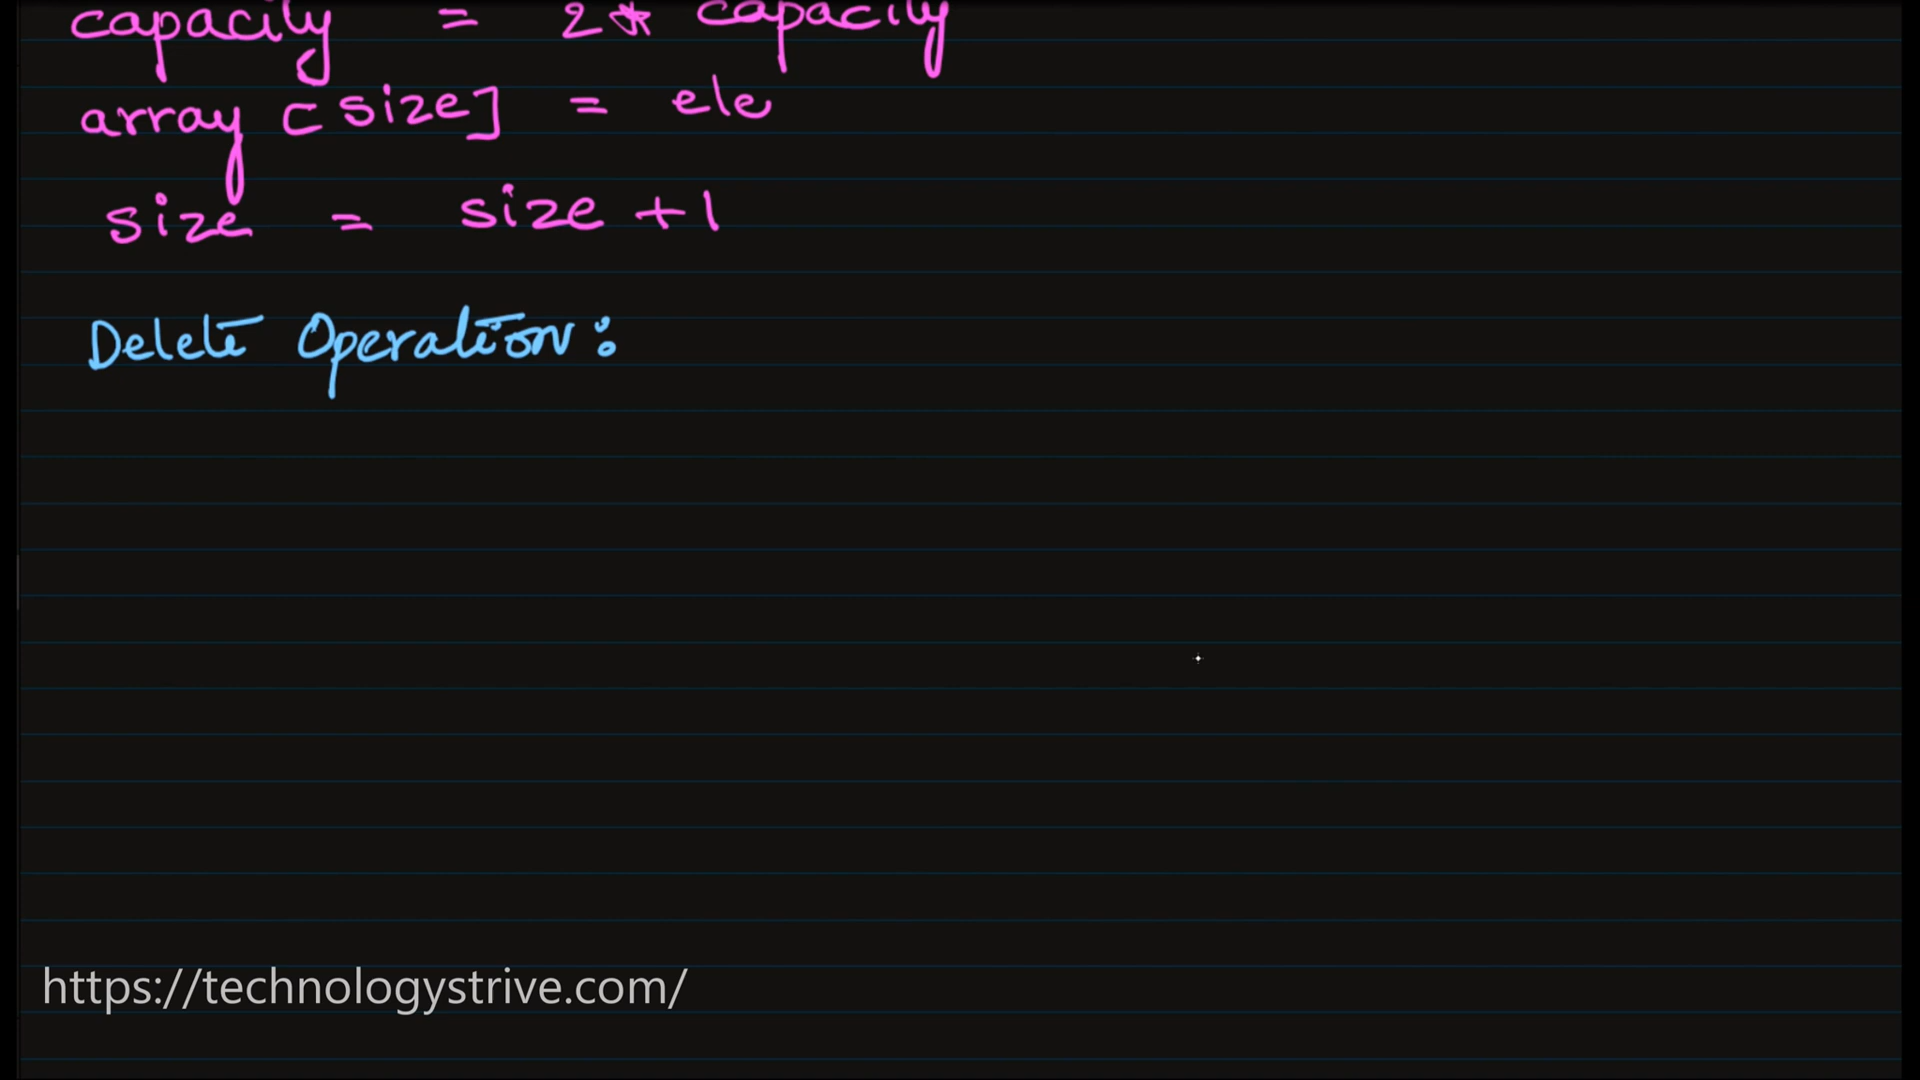 capacity = 2* capacity
array [size] = ele
size = size +1
Delete Operation:
https://technologystrive.com/